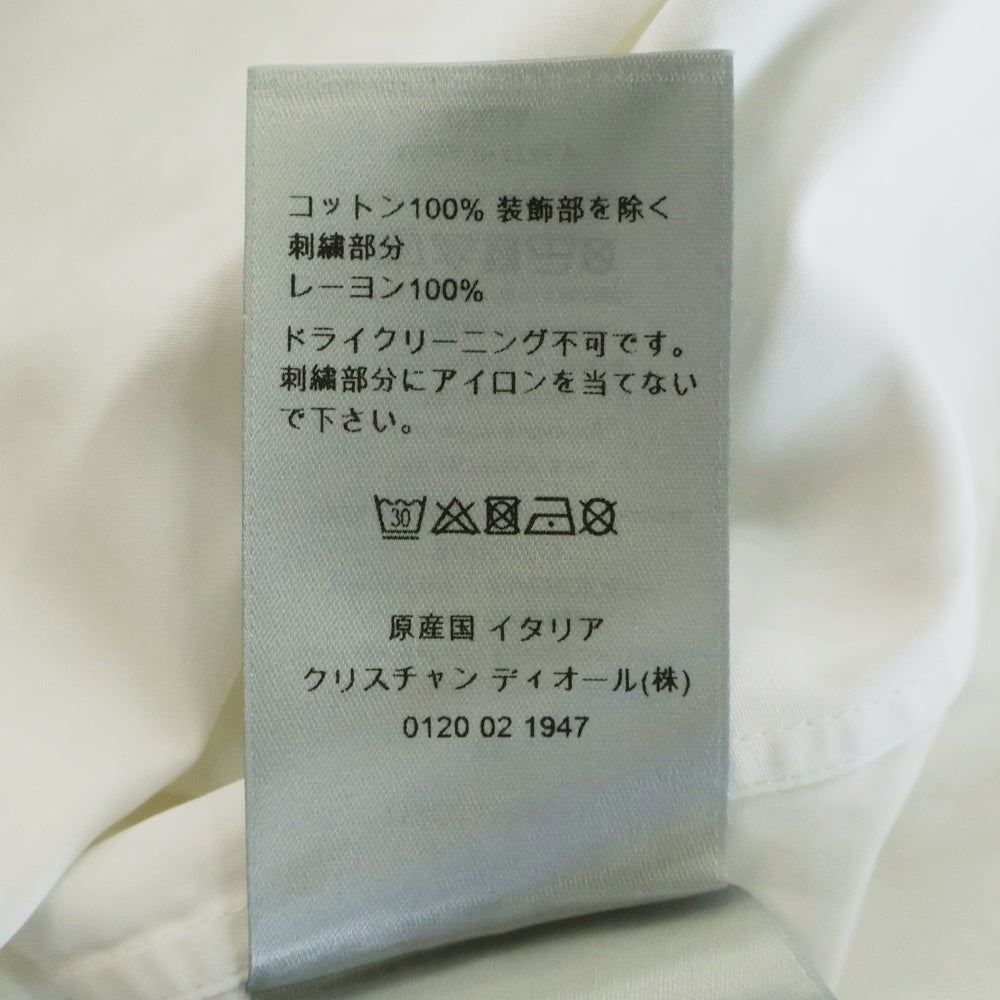 コットン100% 装飾部を除く
刺繍部分
レーヨン100%
ドライクリーニング不可です。
刺繍部分にアイロンを当てない
で下さい。
30
原産国 イタリア
クリスチャン ディオール(株)
0120 02 1947